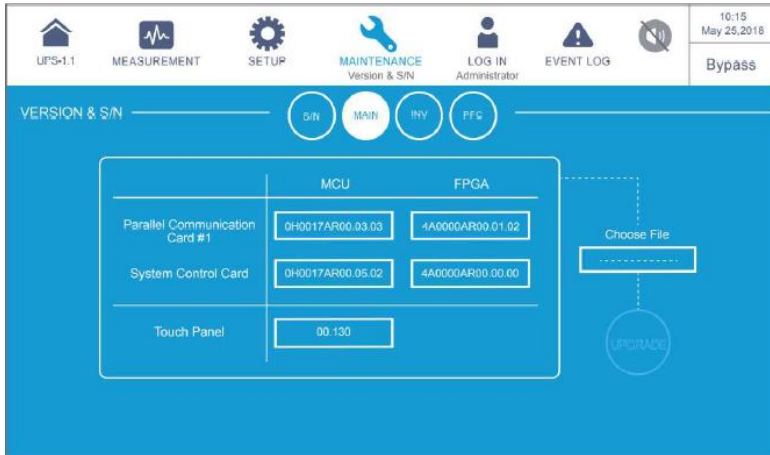 10:15
May 25,2018
UPS-1.1
MEASUREMENT
SETUP
MAINTENANCE
Version & S/N
LOG IN
Administrator
EVENT LOG
Bypass
VERSION & S/N
S/N
MAIN
INV
PFC
MCU
FPGA
Parallel Communication
Card #1
0H0017AR00.03.03
4A0000AR00.01.02
System Control Card
0H0017AR00.05.02
4A0000AR00.00.00
Touch Panel
00.130
Choose File
UPGRADE